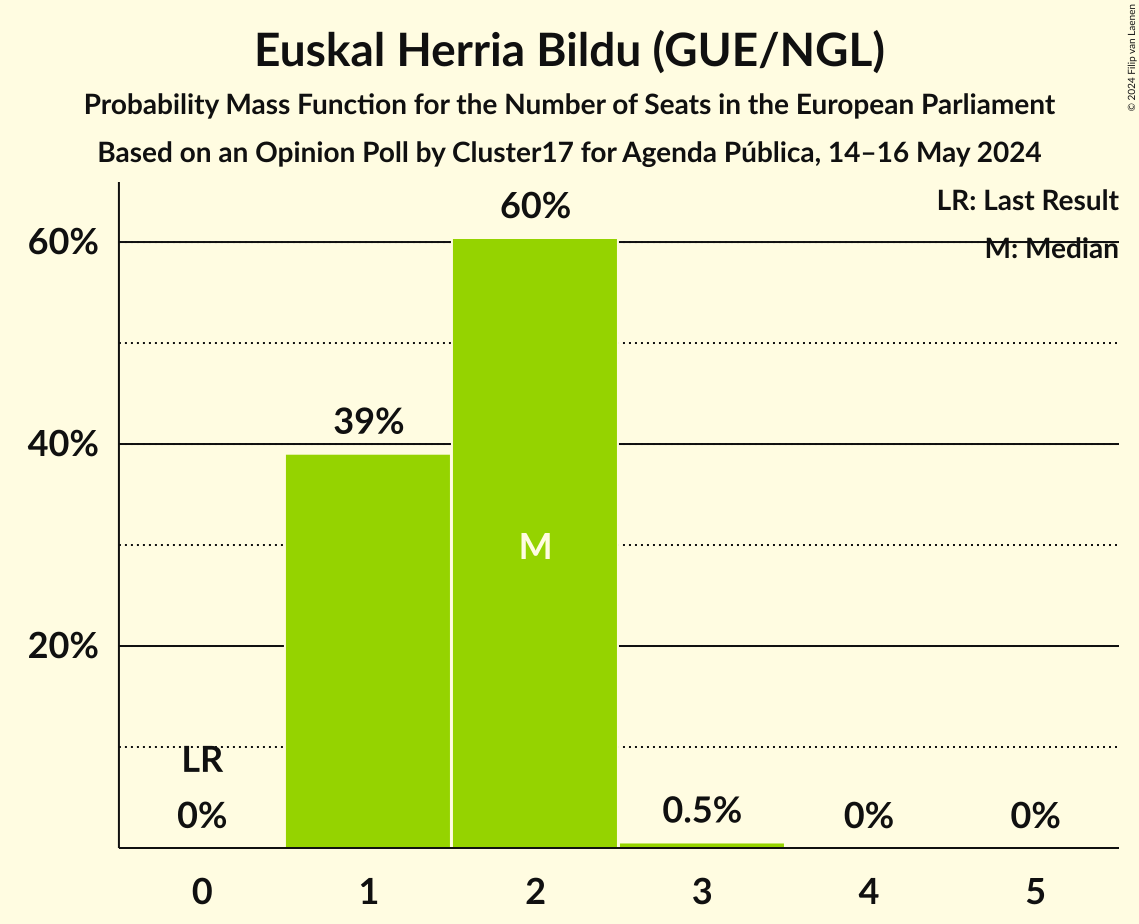 Euskal Herria Bildu (GUE/NGL)
Probability Mass Function for the Number of Seats in the European Parliament
Based on an Opinion Poll by Cluster17 for Agenda Pública, 14–16 May 2024
© 2024 Filip van Laenen
LR: Last Result
M: Median
60%
40%
20%
LR
0%
39%
60%
M
0.5%
0%
0%
0 1 2 3 4 5